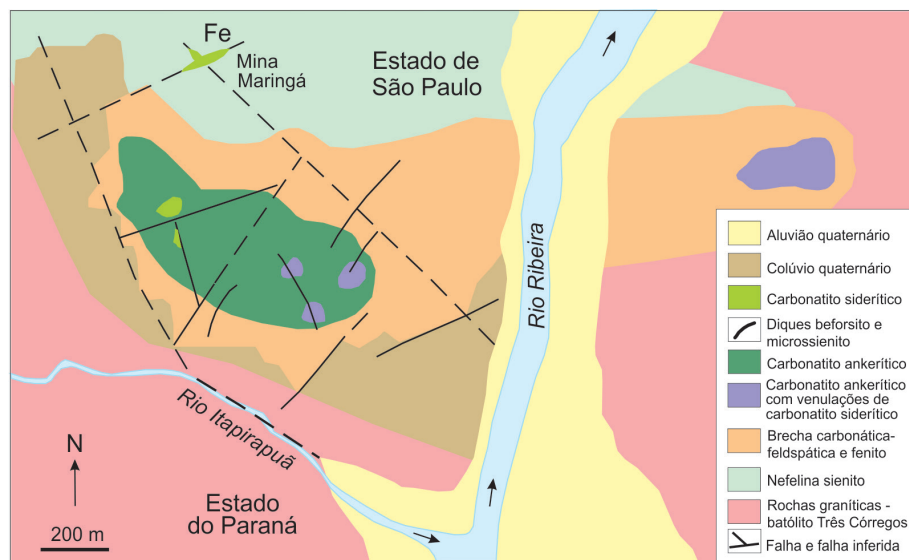 Fe
Mina
Maringá
Estado de
São Paulo
Rio Ribeira
Rio Itapirapuã
N
200 m
Estado
do Paraná
Aluvião quaternário
Colúvio quaternário
Carbonatito siderítico
Diques beforsito e
microssienito
Carbonatito ankerítico
Carbonatito ankerítico
com venulações de
carbonatito siderítico
Brecha carbonática-
feldspática e fenito
Nefelina sienito
Rochas graníticas -
batólito Três Córregos
Falha e falha inferida